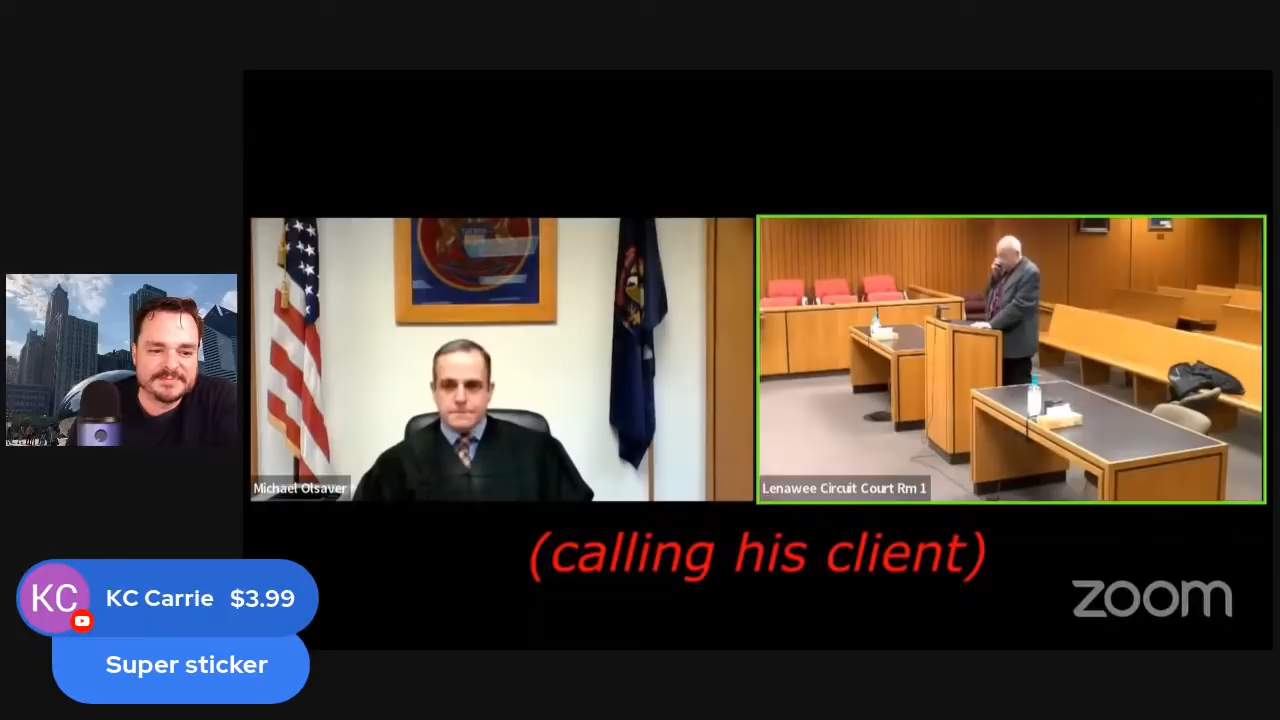 Michael Olsaver
Lenawee Circuit Court Rm 1
(calling his client)
zoom
KC
KC Carrie $3.99
Super sticker